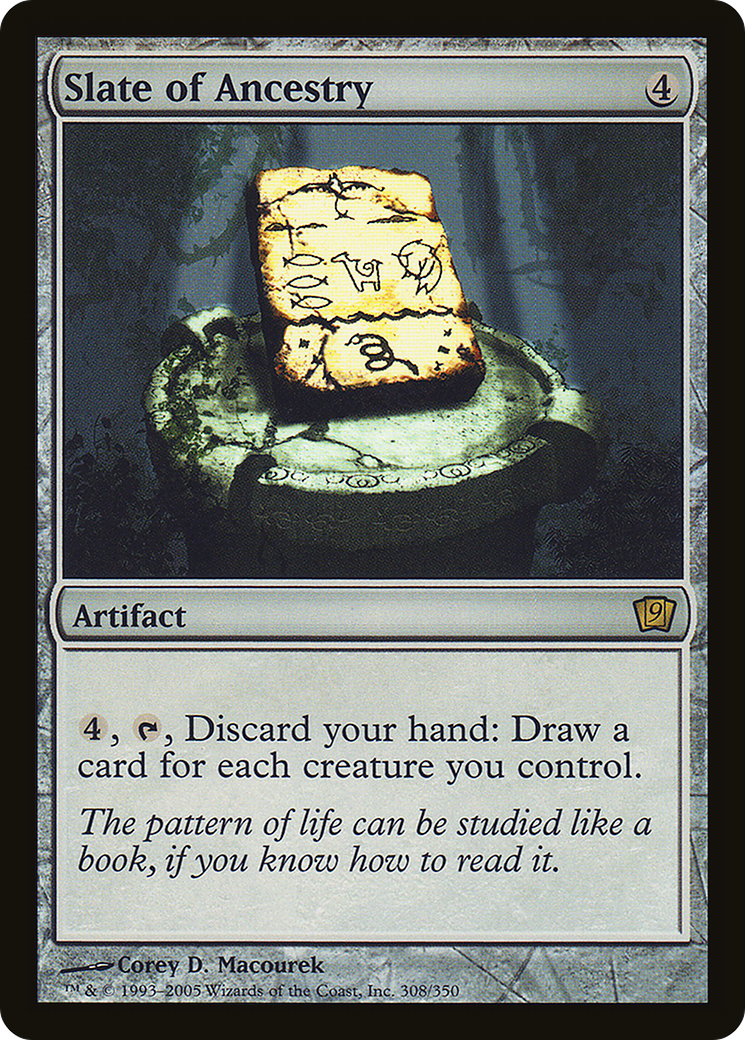 Slate of Ancestry 4
Artifact 9
4, , Discard your hand: Draw a
card for each creature you control.
The pattern of life can be studied like a
book, if you know how to read it.
Corey D. Macourek
™ & © 1993–2005 Wizards of the Coast, Inc. 308/350